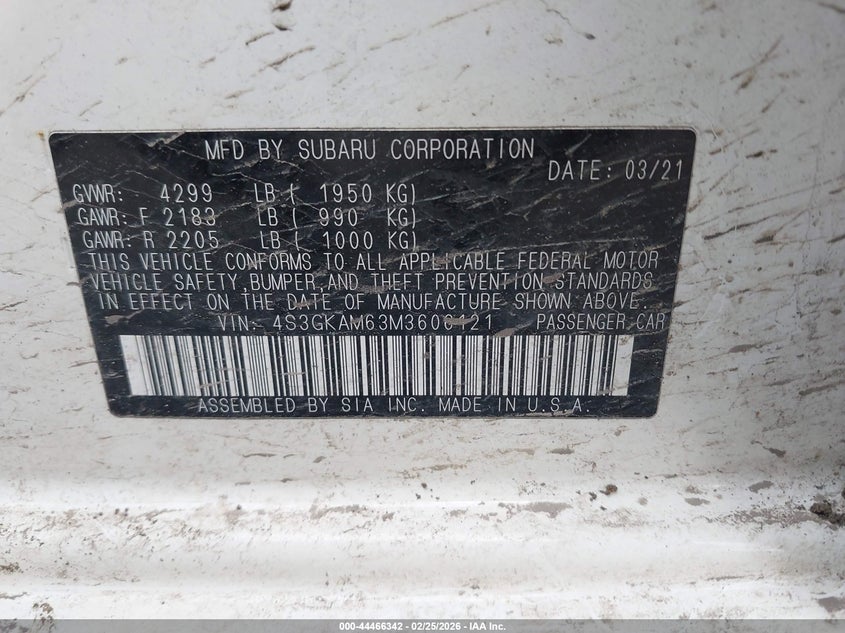 MFD BY SUBARU CORPORATION
DATE: 03/21
GVWR: 4299 LB ( 1950 KG)
GAWR: F 2183 LB ( 990 KG)
GAWR: R 2205 LB ( 1000 KG)
THIS VEHICLE CONFORMS TO ALL APPLICABLE FEDERAL MOTOR
VEHICLE SAFETY, BUMPER, AND THEFT PREVENTION STANDARDS
IN EFFECT ON THE DATE OF MANUFACTURE SHOWN ABOVE.
VIN: 4S3GKAM63M3606121 PASSENGER CAR
ASSEMBLED BY SIA INC. MADE IN U.S.A.
000-44466342 - 02/25/2026 - IAA Inc.